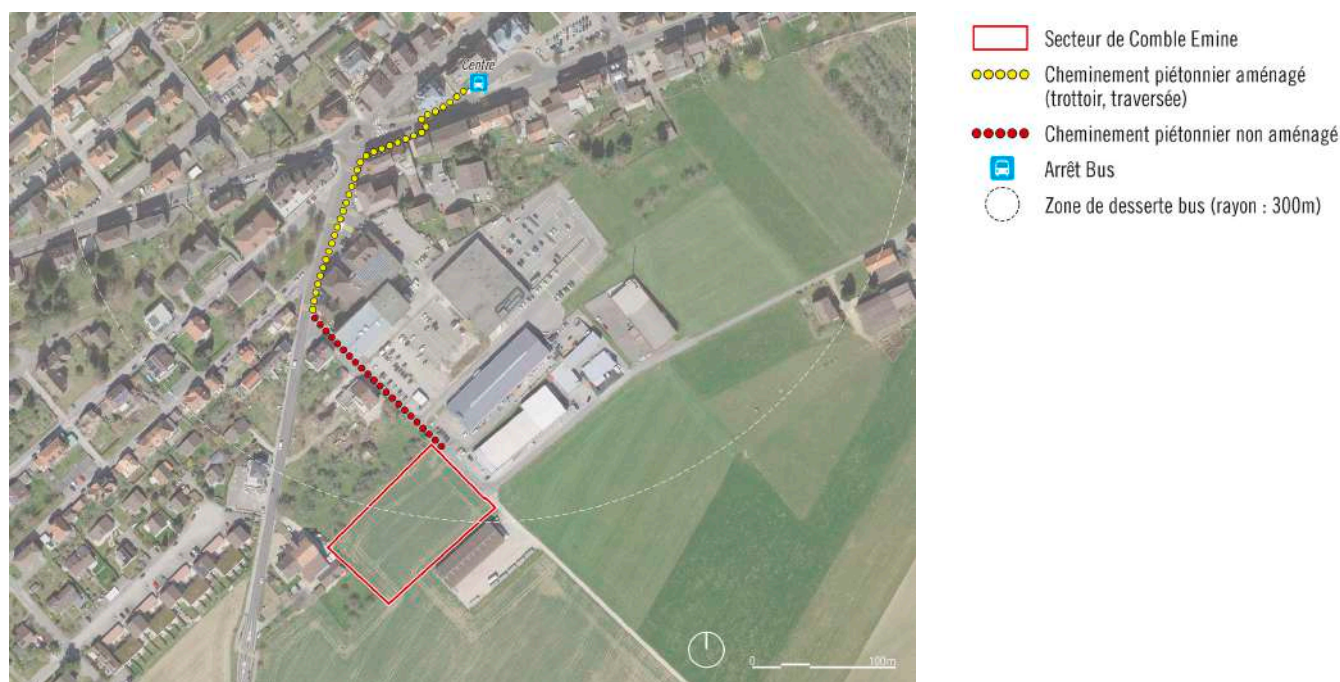 Centre
Secteur de Comble Emine
Cheminement piétonnier aménagé
(trottoir, traversée)
Cheminement piétonnier non aménagé
Arrêt Bus
Zone de desserte bus (rayon : 300m)
0 100m